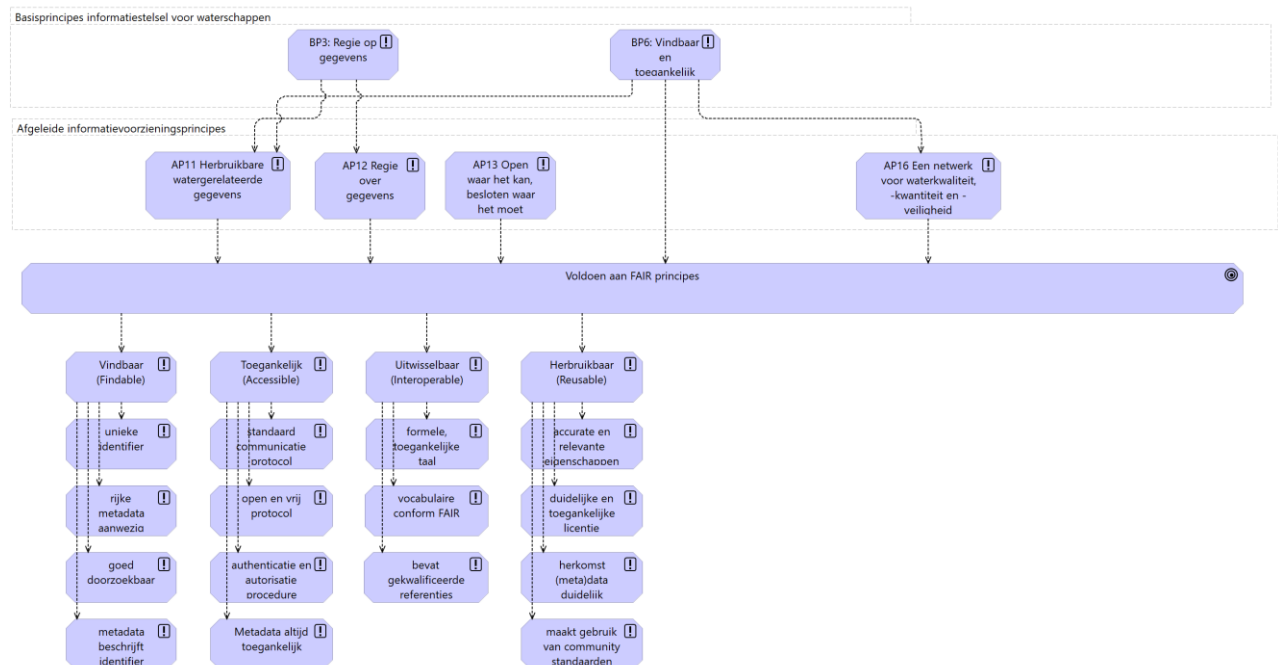 Basisprincipes informatiestelsel voor waterschappen
BP3: Regie op
gegevens
BP6: Vindbaar
en
toegankelijk
Afgeleide informatievoorzieningsprincipes
AP11 Herbruikbare
watergerelateerde
gegevens
AP12 Regie
over
gegevens
AP13 Open
waar het kan,
besloten waar
het moet
AP16 Een netwerk
voor waterkwaliteit,
-kwantiteit en -
veiligheid
Voldoen aan FAIR principes
Vindbaar
(Findable)
Toegankelijk
(Accessible)
Uitwisselbaar
(Interoperable)
Herbruikbaar
(Reusable)
unieke
identifier
standaard
communicatie
protocol
formele,
toegankelijke
taal
accurate en
relevante
eigenschappen
rijke
metadata
aanwezig
open en vrij
protocol
vocabulaire
conform FAIR
duidelijke en
toegankelijke
licentie
goed
doorzoekbaar
authenticatie en
autorisatie
procedure
bevat
gekwalificeerde
referenties
herkomst
(meta)data
duidelijk
metadata
beschrijft
identifier
Metadata altijd
toegankelijk
maakt gebruik
van community
standaarden